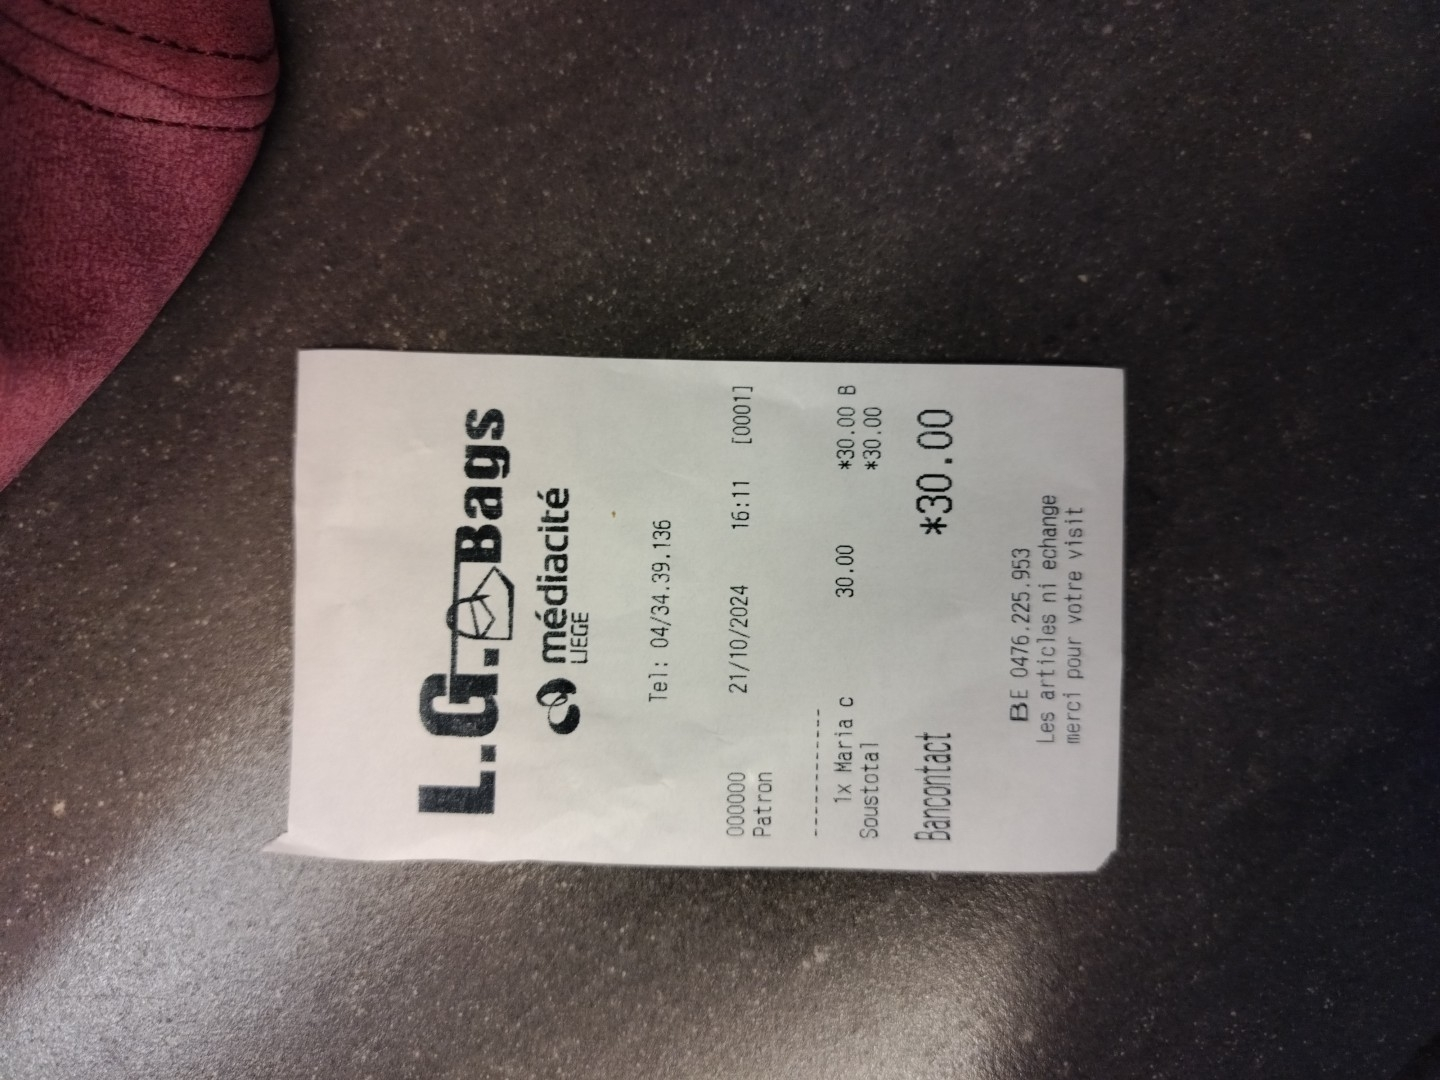 L.G. Bags
médiacité
LIEGE
Tel: 04/34.39.136
000000 21/10/2024 16:11 [0001]
Patron
-----------
1x Maria c 30.00 *30.00 B
Soustotal *30.00
Bancontact *30.00
BE 0476.225.953
Les articles ni echange
merci pour votre visit